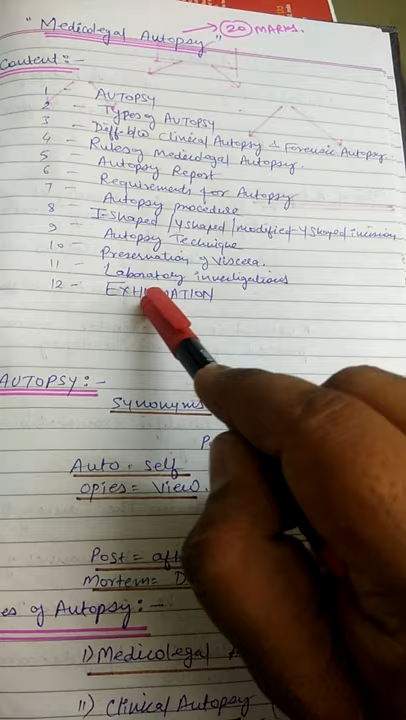 "Medicolegal Autopsy" → 20 MARKS.
Content:-
1 - AUTOPSY
2 - Types of AUTOPSY
3 - Diff. b/w Clinical Autopsy & Forensic Autopsy.
4 - Rules of Medicolegal Autopsy.
5 - Autopsy Report
6 - Requirements for Autopsy
7 - Autopsy procedure
8 - I-shaped / Y shaped / modified-Y shaped incision
9 - Autopsy Technique
10 - Preservation of Viscera.
11 - Laboratory investigations
12 - EXHUMATION
AUTOPSY:-
Synonyms
P
Auto = self
opies = View.
Post = aft
Mortem = D
es of Autopsy:-
i) Medicolegal A
ii) Clinical Autopsy (